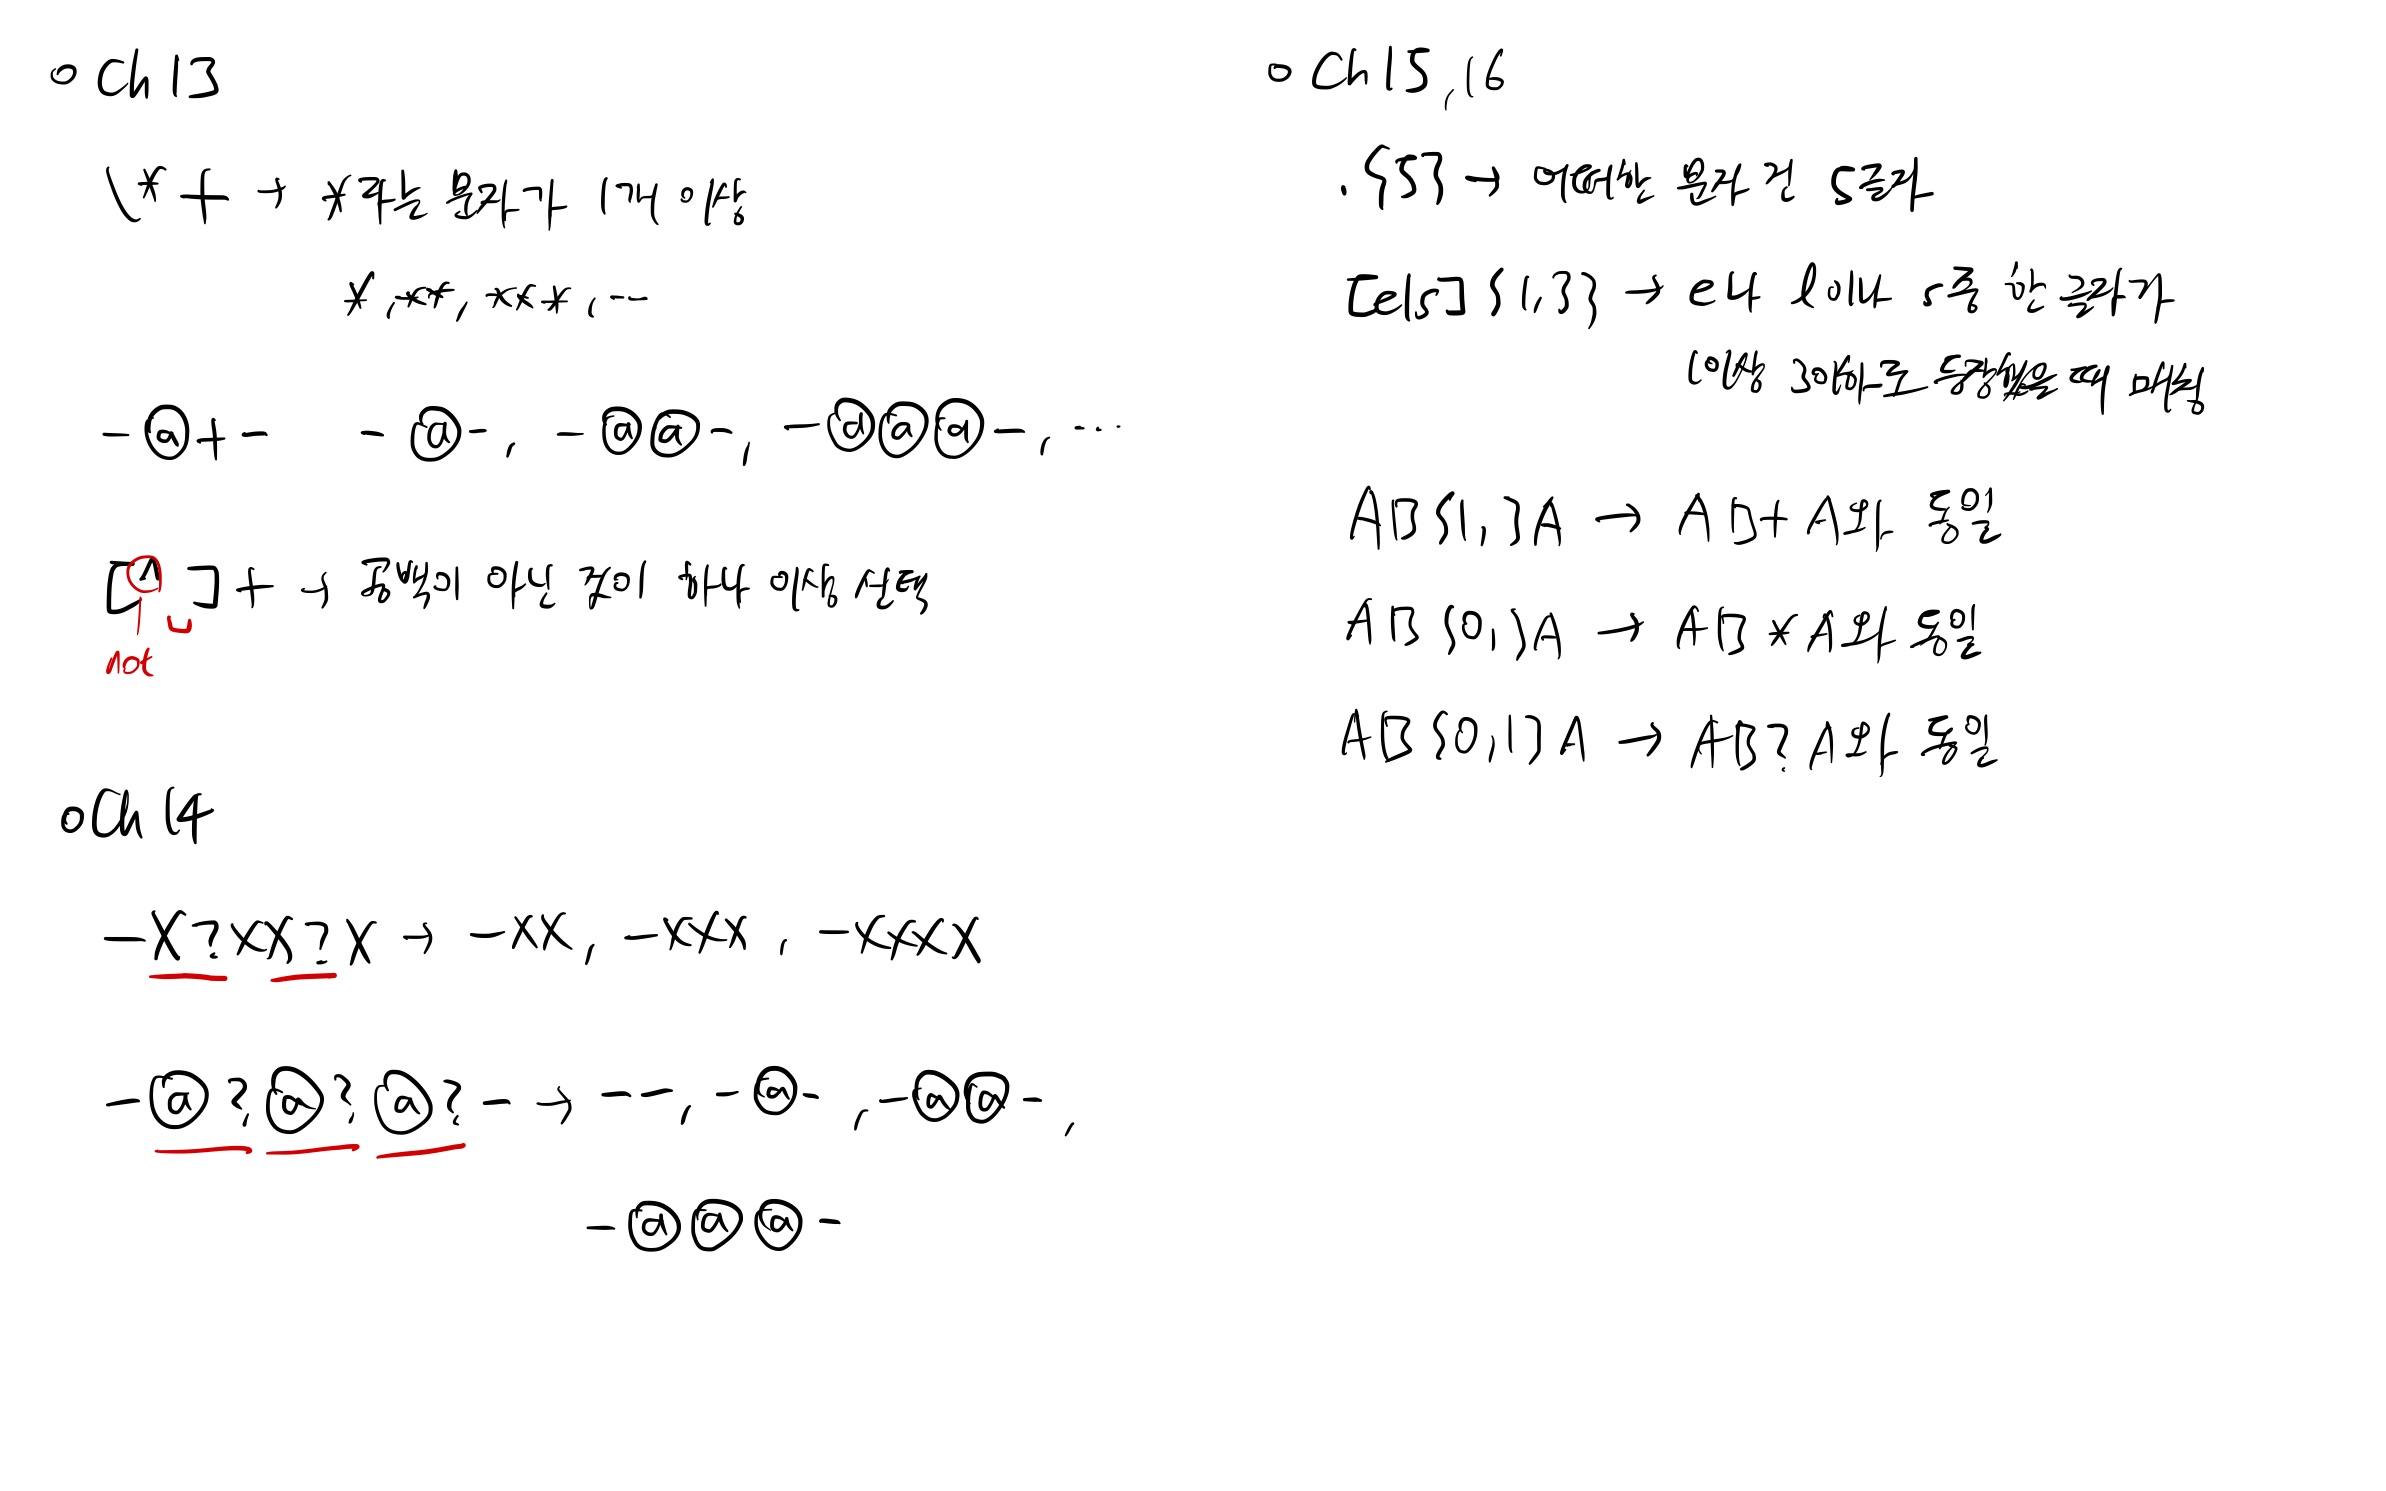 o Ch 13
\*+ → *라는 문자가 1개 이상
*, **, ***, ...
-@+- -@-, -@@-, -@@@-, ...
[^ ]+ → 공백이 아닌 것이 하나 이상 선택
not
o Ch 14
-X?XX?X → -XX, -XXX, -XXXX
-@?@?@?- → --, -@-, -@@-,
-@@@-
o Ch 15, 16
.{5} → 어떠한 문자 건 5글자
[els]{1,3} → e나 l이나 s중 한 글자가
1이상 3이하로 등장했을 때 매칭
AB{1,}A → AB+A와 동일
AB{0,}A → AB*A와 동일
AB{0,1}A → AB?A와 동일